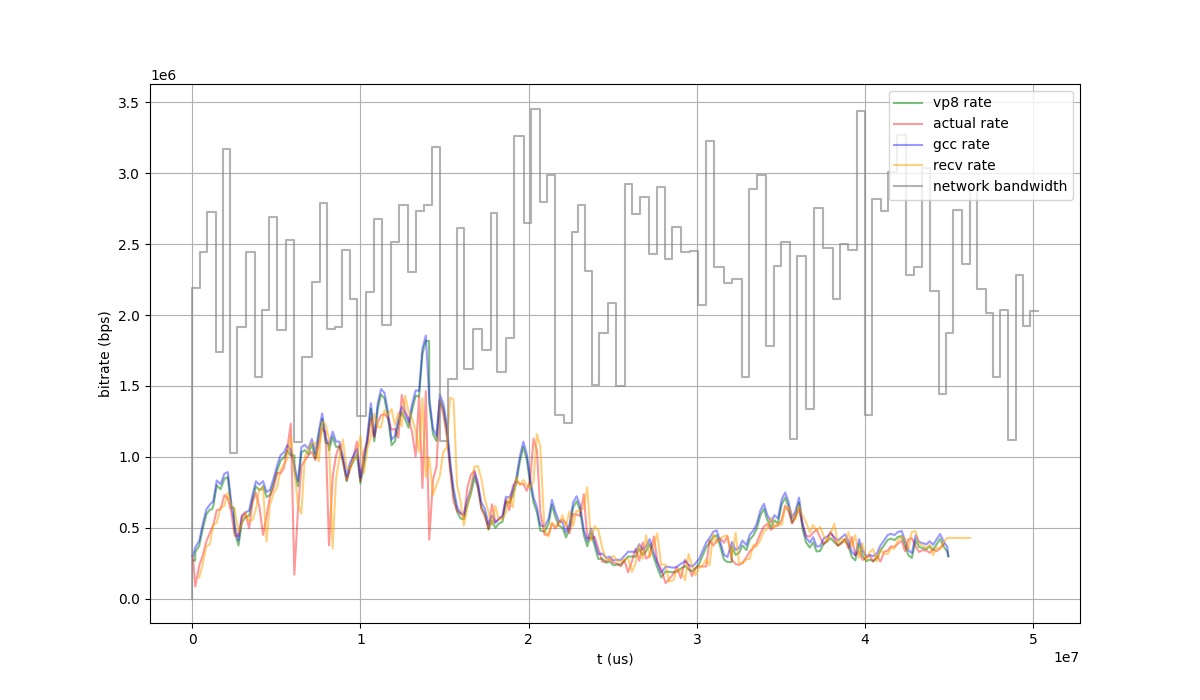 1e6
3.5
3.0
2.5
2.0
1.5
1.0
0.5
0.0
bitrate (bps)
vp8 rate
actual rate
gcc rate
recv rate
network bandwidth
0
1
2
3
4
5
t (us)
1e7